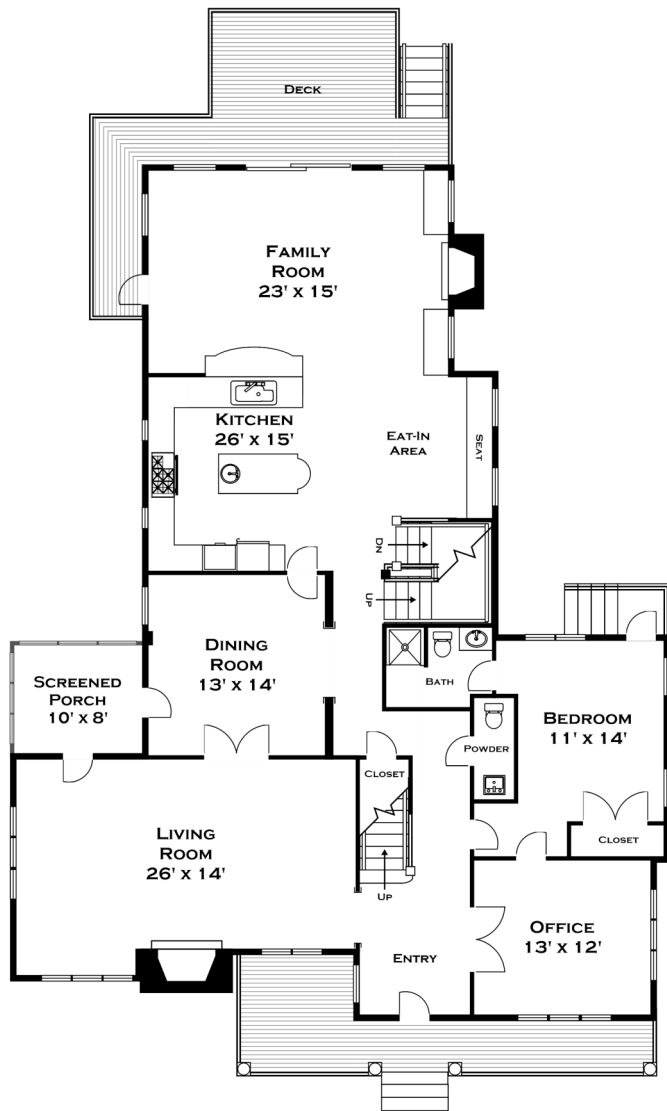 DECK
FAMILY
ROOM
23' x 15'
KITCHEN
26' x 15'
EAT-IN
AREA
SEAT
DN
UP
DINING
ROOM
13' x 14'
SCREENED
PORCH
10' x 8'
BATH
BEDROOM
11' x 14'
POWDER
CLOSET
CLOSET
LIVING
ROOM
26' x 14'
UP
OFFICE
13' x 12'
ENTRY